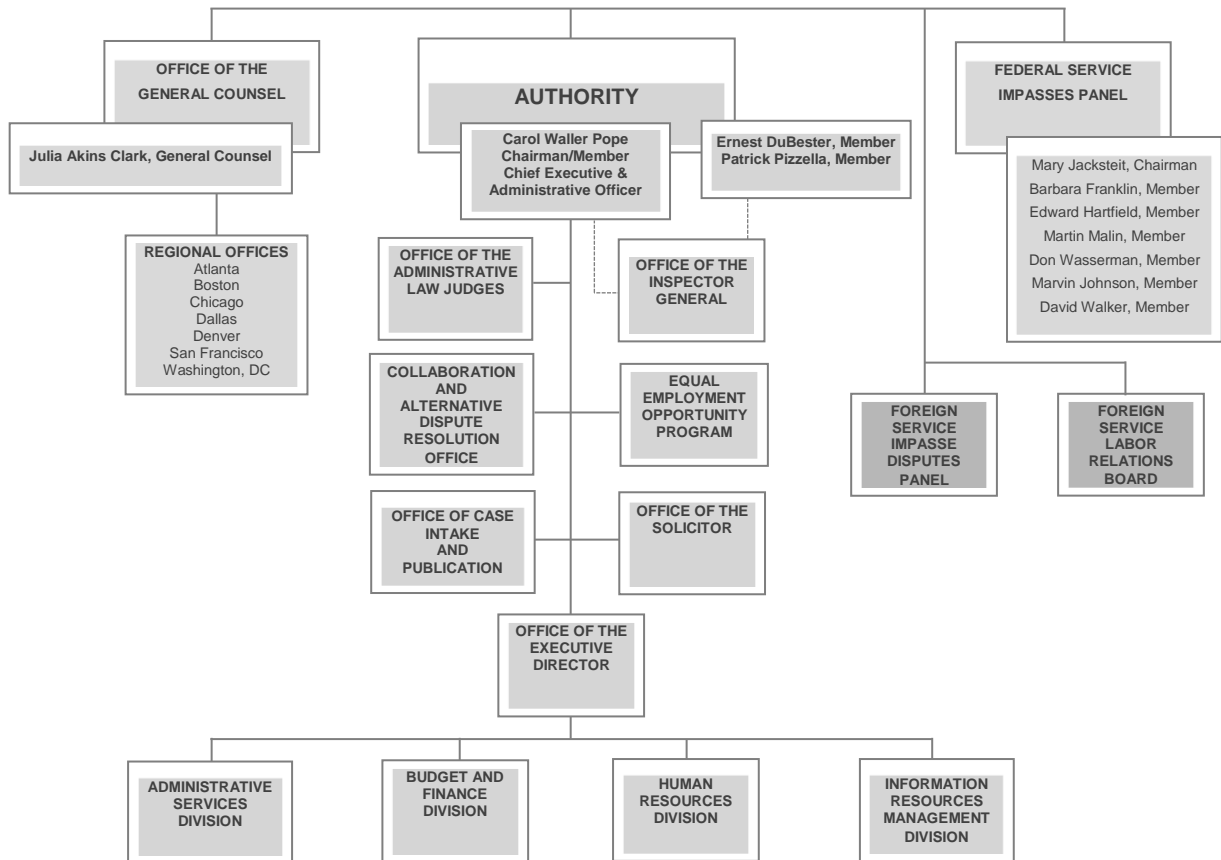 OFFICE OF THE
GENERAL COUNSEL
Julia Akins Clark, General Counsel
REGIONAL OFFICES
Atlanta
Boston
Chicago
Dallas
Denver
San Francisco
Washington, DC
AUTHORITY
Carol Waller Pope
Chairman/Member
Chief Executive &
Administrative Officer
Ernest DuBester, Member
Patrick Pizzella, Member
FEDERAL SERVICE
IMPASSES PANEL
Mary Jacksteit, Chairman
Barbara Franklin, Member
Edward Hartfield, Member
Martin Malin, Member
Don Wasserman, Member
Marvin Johnson, Member
David Walker, Member
OFFICE OF THE
ADMINISTRATIVE
LAW JUDGES
OFFICE OF THE
INSPECTOR
GENERAL
COLLABORATION
AND
ALTERNATIVE
DISPUTE
RESOLUTION
OFFICE
EQUAL
EMPLOYMENT
OPPORTUNITY
PROGRAM
FOREIGN
SERVICE
IMPASSE
DISPUTES
PANEL
FOREIGN
SERVICE
LABOR
RELATIONS
BOARD
OFFICE OF CASE
INTAKE
AND
PUBLICATION
OFFICE OF THE
SOLICITOR
OFFICE OF THE
EXECUTIVE
DIRECTOR
ADMINISTRATIVE
SERVICES
DIVISION
BUDGET AND
FINANCE
DIVISION
HUMAN
RESOURCES
DIVISION
INFORMATION
RESOURCES
MANAGEMENT
DIVISION